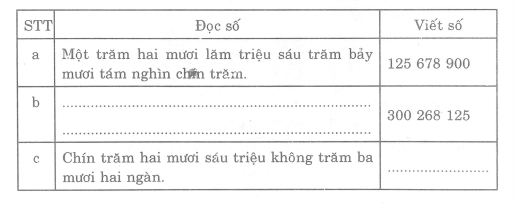 STT Đọc số Viết số
a Một trăm hai mươi lăm triệu sáu trăm bảy
mươi tám nghìn chín trăm. 125 678 900
b ........................................
........................................ 300 268 125
c Chín trăm hai mươi sáu triệu không trăm ba
mươi hai ngàn. ........................